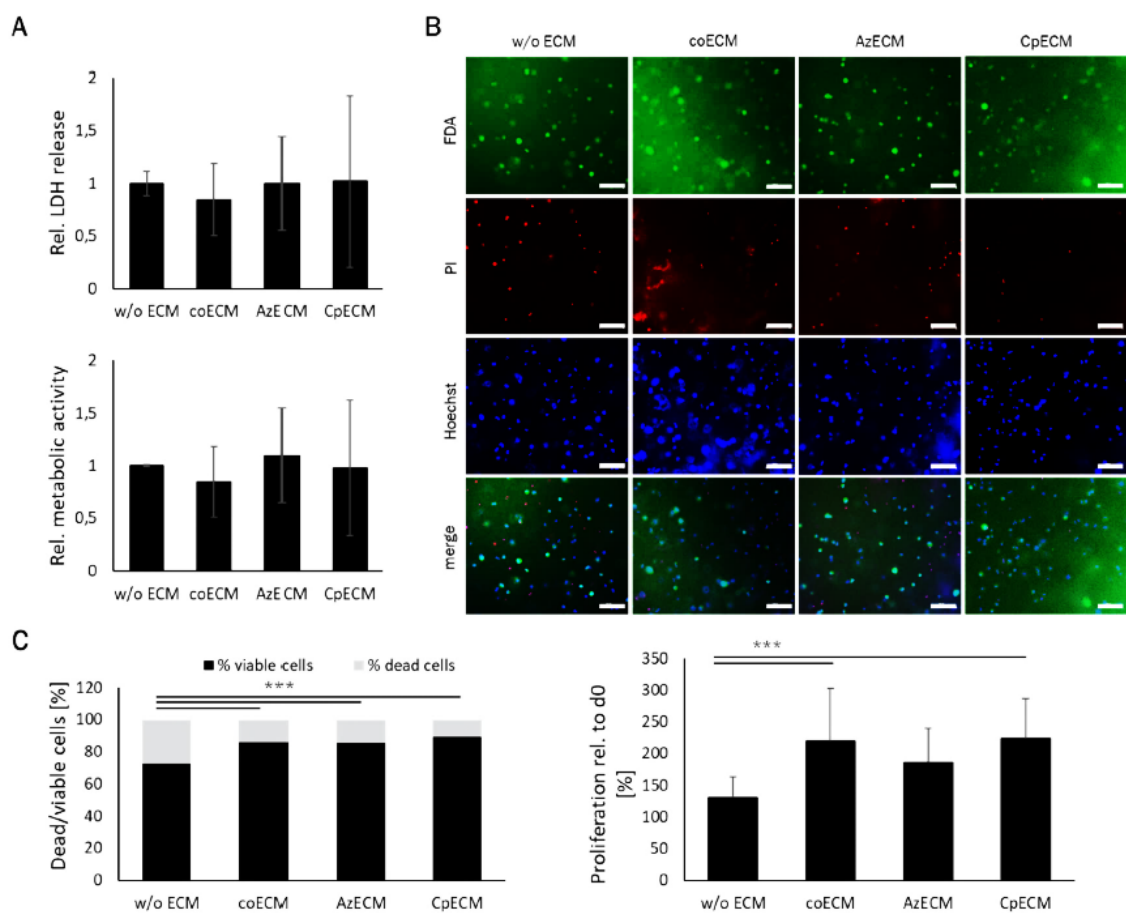 A
2
1,5
1
0,5
0
Rel. LDH release
w/o ECM coECM AzECM CpECM
2
1,5
1
0,5
0
Rel. metabolic activity
w/o ECM coECM AzECM CpECM
B
w/o ECM coECM AzECM CpECM
FDA
PI
Hoechst
merge
C
% viable cells % dead cells
***
120
100
80
60
40
20
0
Dead/viable cells [%]
w/o ECM coECM AzECM CpECM
***
350
300
250
200
150
100
50
0
Proliferation rel. to d0
[%]
w/o ECM coECM AzECM CpECM